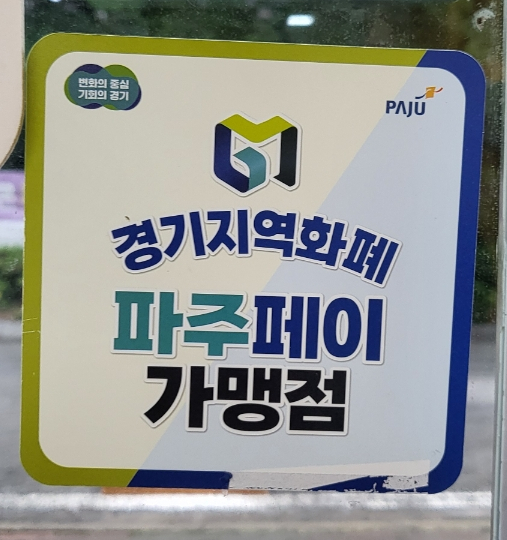 변화의 중심
기회의 경기
PAJU
경기지역화폐
파주페이
가맹점